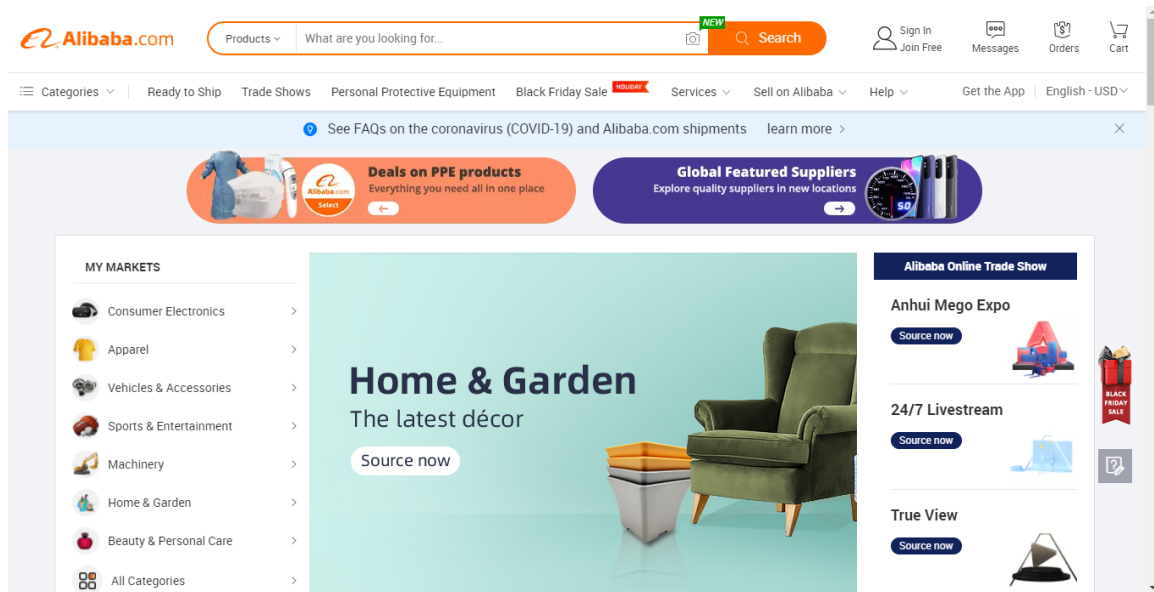 Alibaba.com
Products
What are you looking for...
NEW
Search
Sign In
Join Free
Messages
Orders
Cart
Categories
Ready to Ship
Trade Shows
Personal Protective Equipment
Black Friday Sale
HOLIDAY
Services
Sell on Alibaba
Help
Get the App
English - USD
See FAQs on the coronavirus (COVID-19) and Alibaba.com shipments learn more >
Alibaba.com
Select
Deals on PPE products
Everything you need all in one place
Global Featured Suppliers
Explore quality suppliers in new locations
50
MY MARKETS
Consumer Electronics
Apparel
Vehicles & Accessories
Sports & Entertainment
Machinery
Home & Garden
Beauty & Personal Care
All Categories
Home & Garden
The latest décor
Source now
Alibaba Online Trade Show
Anhui Mego Expo
Source now
24/7 Livestream
Source now
True View
Source now
BLACK
FRIDAY
SALE